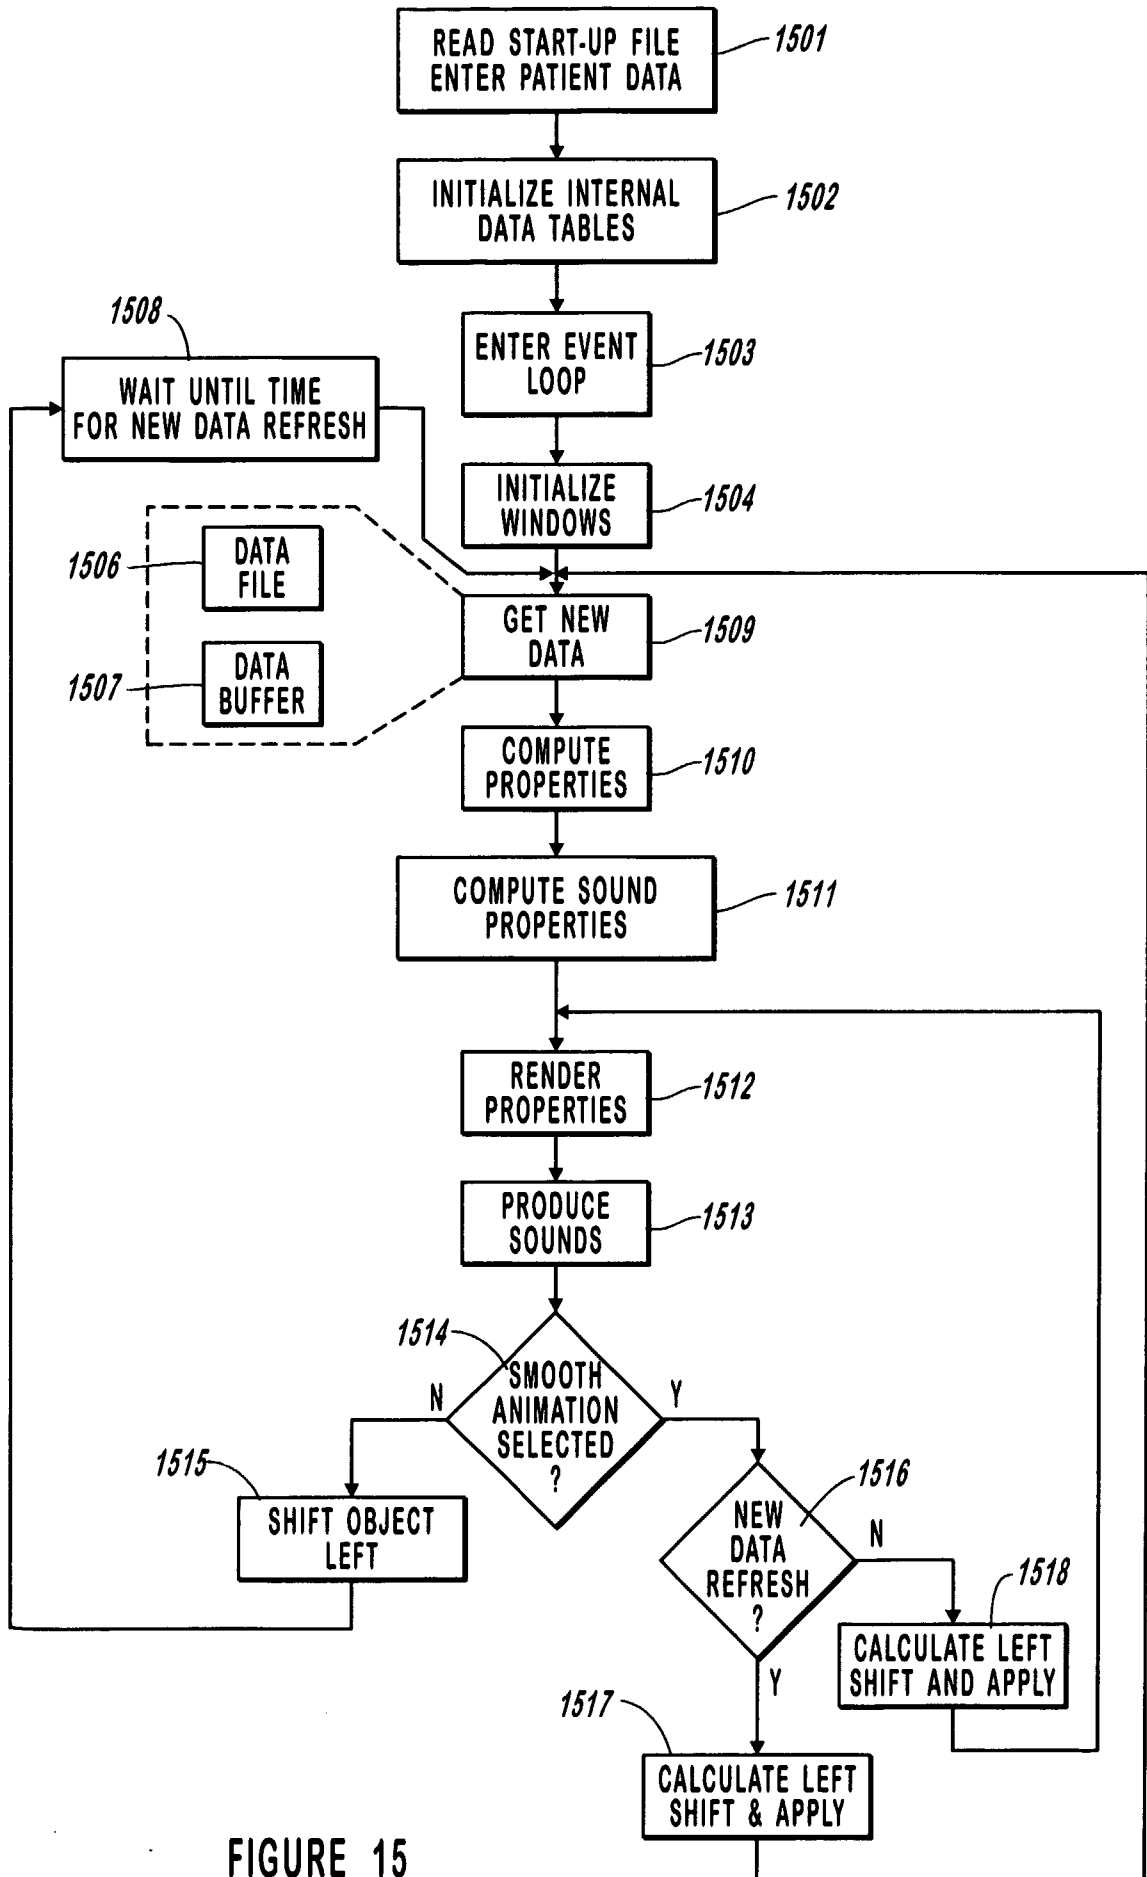 READ START-UP FILE
ENTER PATIENT DATA
1501
INITIALIZE INTERNAL
DATA TABLES
1502
1508
WAIT UNTIL TIME
FOR NEW DATA REFRESH
ENTER EVENT
LOOP
1503
INITIALIZE
WINDOWS
1504
1506
DATA
FILE
1507
DATA
BUFFER
GET NEW
DATA
1509
COMPUTE
PROPERTIES
1510
COMPUTE SOUND
PROPERTIES
1511
RENDER
PROPERTIES
1512
PRODUCE
SOUNDS
1513
1514
SMOOTH
ANIMATION
SELECTED
?
N
Y
1515
SHIFT OBJECT
LEFT
1516
NEW
DATA
REFRESH
?
N
Y
1518
CALCULATE LEFT
SHIFT AND APPLY
1517
CALCULATE LEFT
SHIFT & APPLY
FIGURE 15